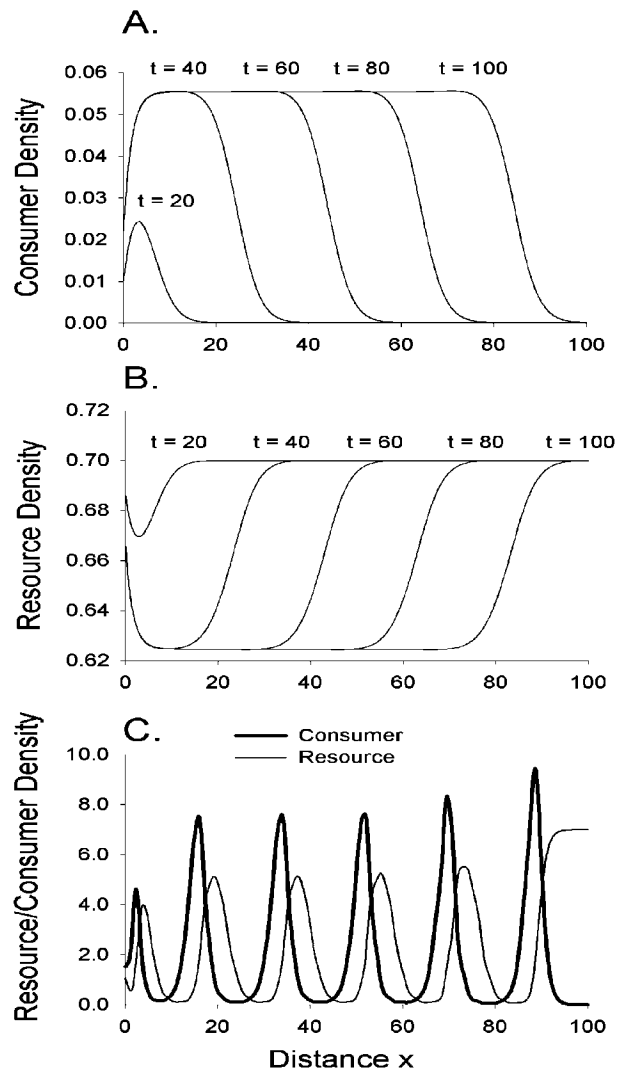 A.
t = 40 t = 60 t = 80 t = 100
t = 20
Consumer Density
0.06
0.05
0.04
0.03
0.02
0.01
0.00
0 20 40 60 80 100
B.
t = 20 t = 40 t = 60 t = 80 t = 100
Resource Density
0.72
0.70
0.68
0.66
0.64
0.62
0 20 40 60 80 100
C.
Consumer
Resource
Resource/Consumer Density
10.0
8.0
6.0
4.0
2.0
0.0
0 20 40 60 80 100
Distance x